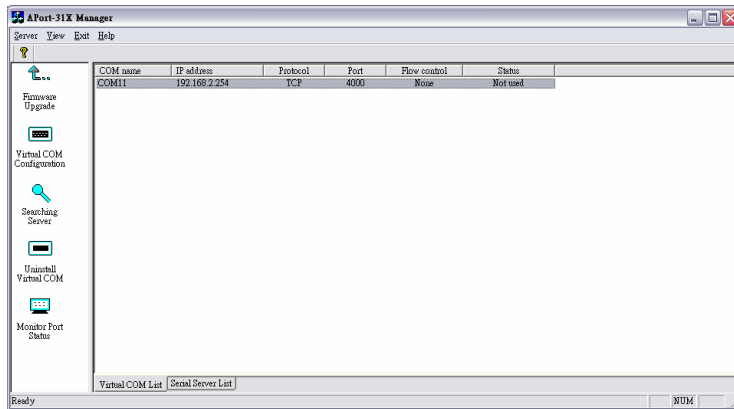 APort-31X Manager
Server View Exit Help
Firmware
Upgrade
Virtual COM
Configuration
Searching
Server
Uninstall
Virtual COM
Monitor Port
Status
COM name IP address Protocol Port Flow control Status
COM11 192.168.2.254 TCP 4000 None Not used
Virtual COM List Serial Server List
Ready NUM